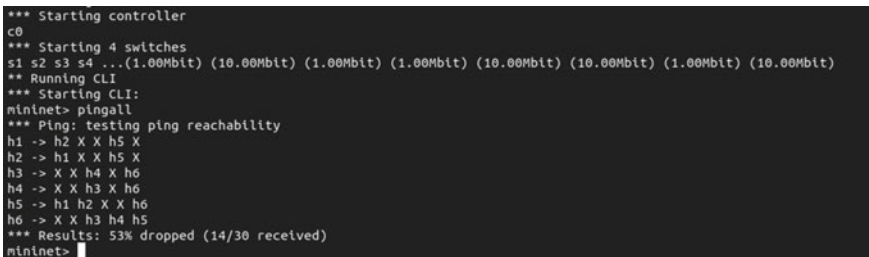 *** Starting controller
c0
*** Starting 4 switches
s1 s2 s3 s4 ...(1.00Mbit) (10.00Mbit) (1.00Mbit) (1.00Mbit) (10.00Mbit) (10.00Mbit) (1.00Mbit) (10.00Mbit)
** Running CLI
*** Starting CLI:
mininet> pingall
*** Ping: testing ping reachability
h1 -> h2 X X h5 X
h2 -> h1 X X h5 X
h3 -> X X h4 X h6
h4 -> X X h3 X h6
h5 -> h1 h2 X X h6
h6 -> X X h3 h4 h5
*** Results: 53% dropped (14/30 received)
mininet>